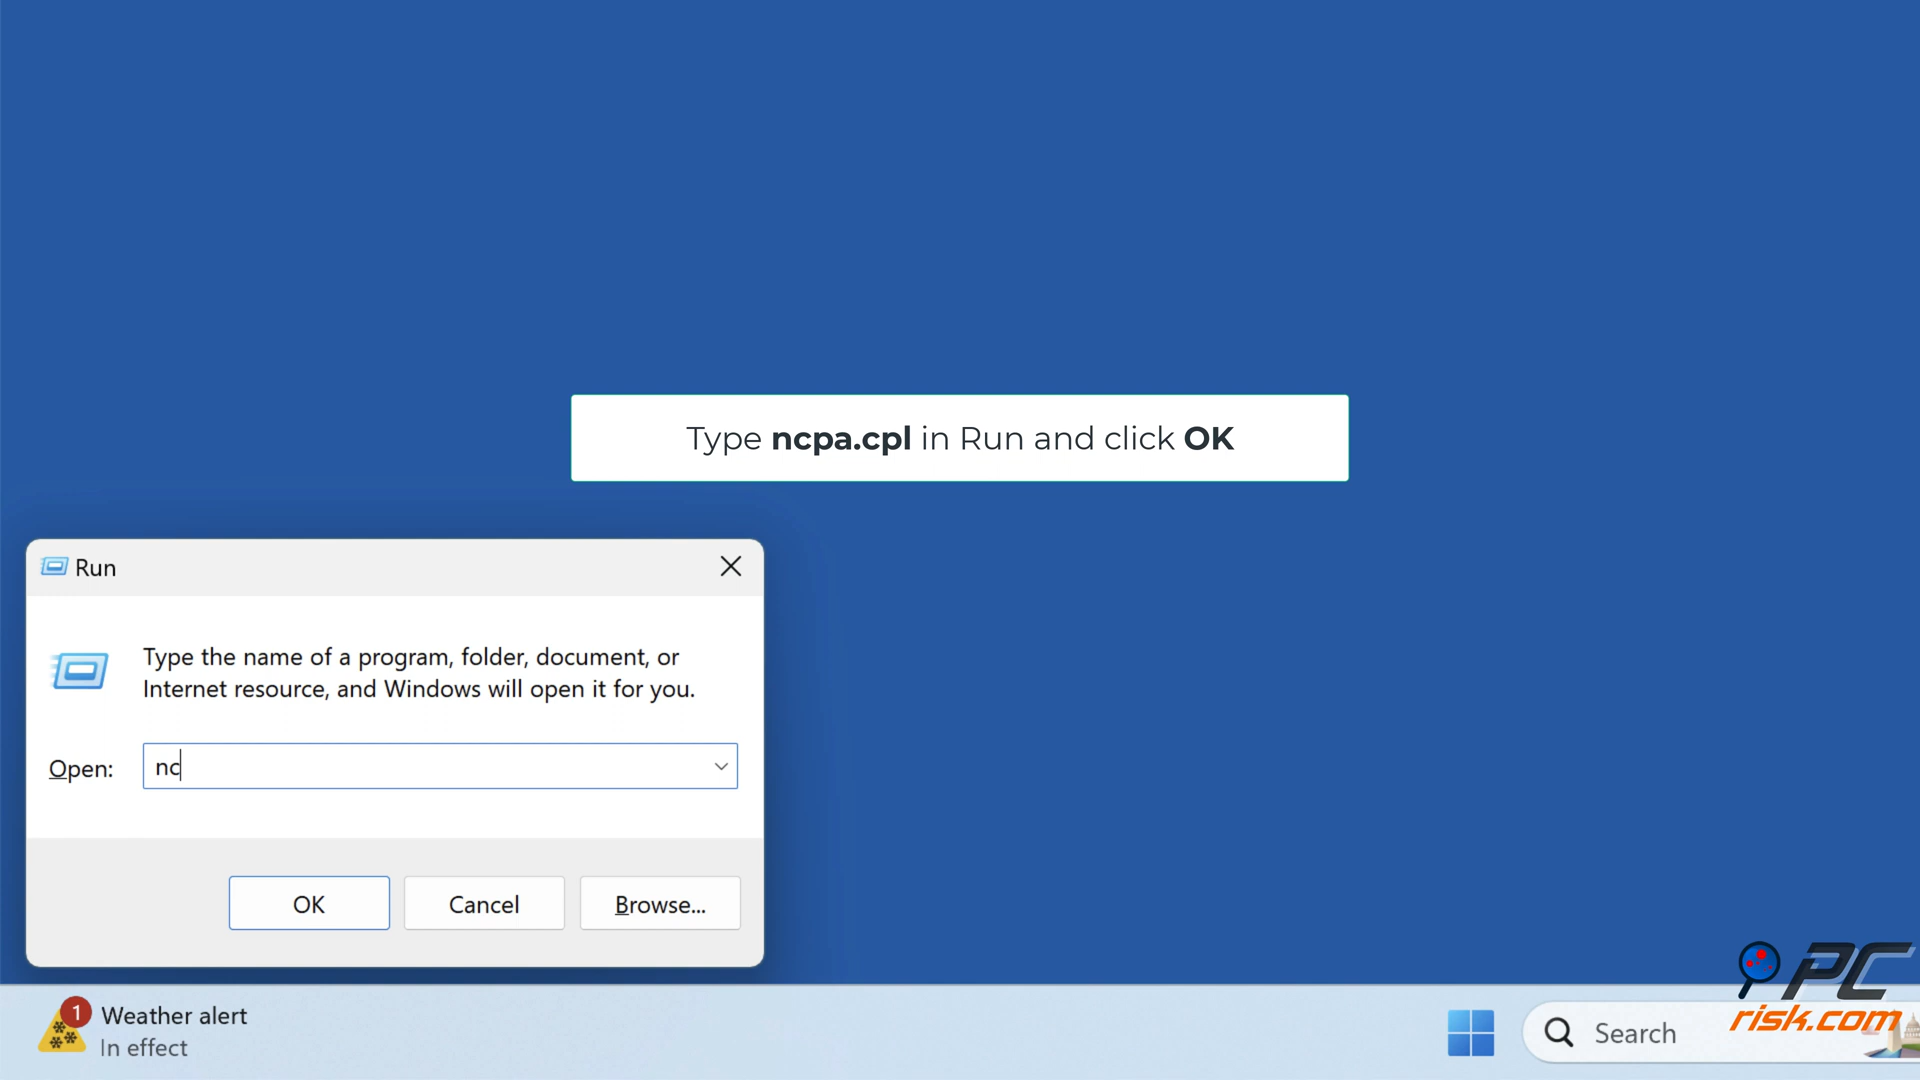 Type ncpa.cpl in Run and click OK
Run
Type the name of a program, folder, document, or
Internet resource, and Windows will open it for you.
Open: nc
OK Cancel Browse...
1 Weather alert
In effect
Search
PC
risk.com